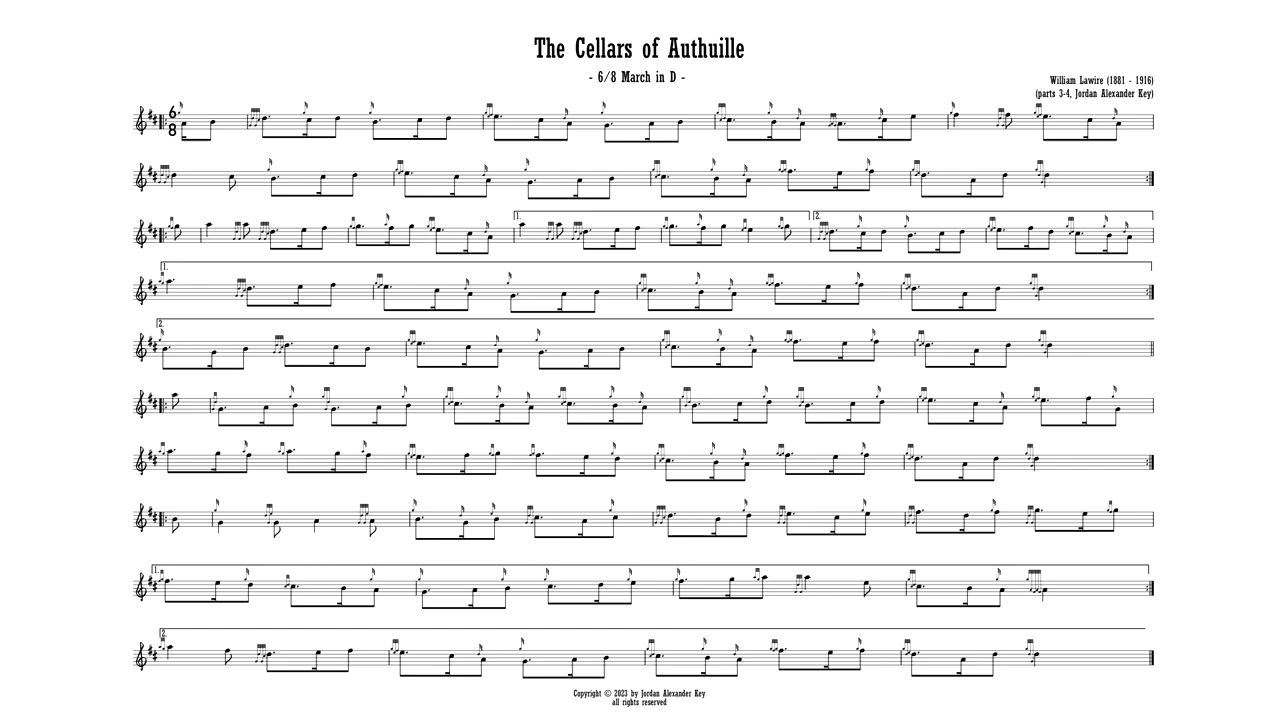 The Cellars of Authuille
- 6/8 March in D -
William Lawire (1881 - 1916)
(parts 3-4, Jordan Alexander Key)
6
8
1.
2.
1.
2.
1.
2.
Copyright © 2023 by Jordan Alexander Key
all rights reserved